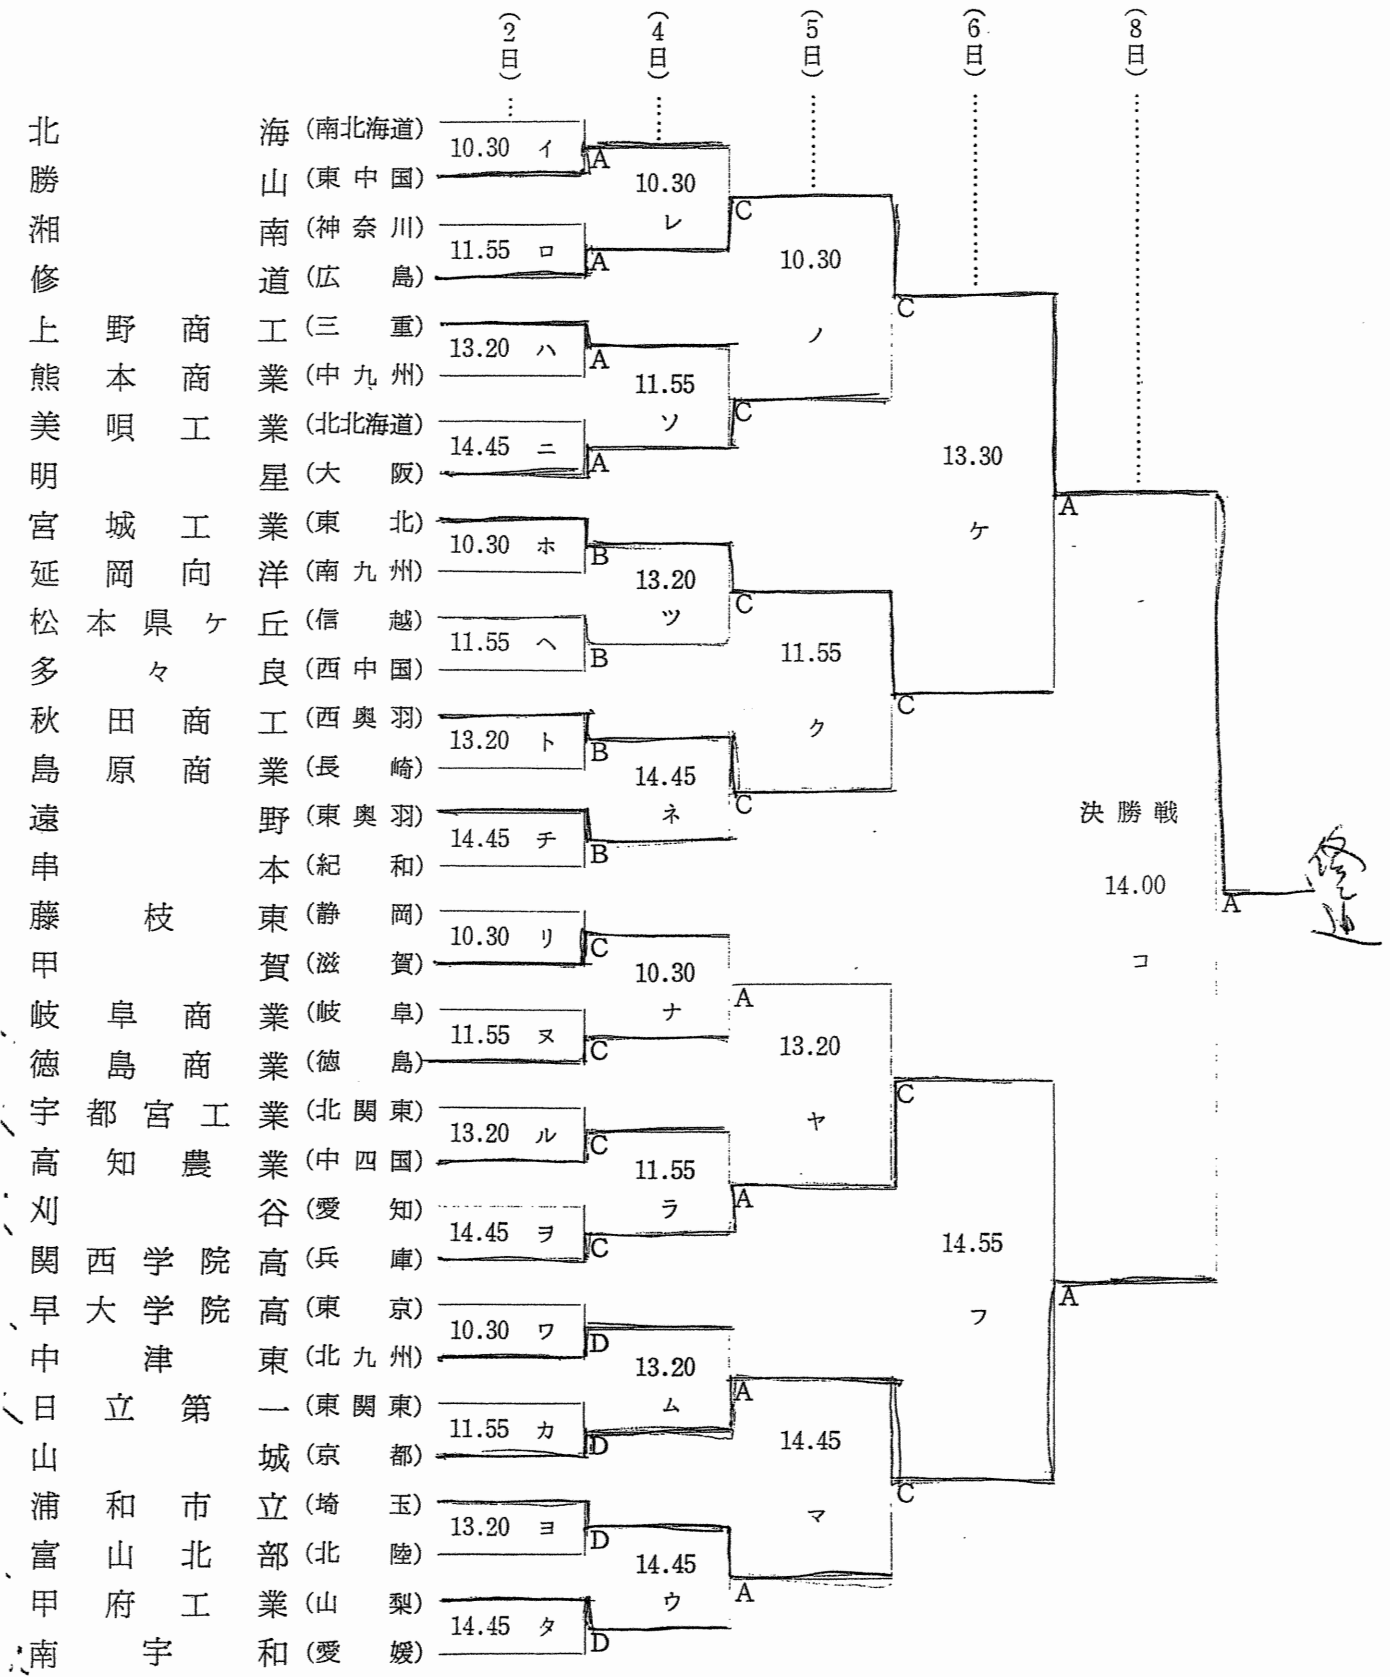 (2日) (4日) (5日) (6日) (8日)
北海 (南北海道)
10.30 イ A
勝山 (東中国)
10.30 レ C
湘南 (神奈川)
11.55 ロ A
修道 (広島)
10.30 ノ C
上野商工 (三重)
13.20 ハ A
熊本商業 (中九州)
11.55 ソ C
美唄工業 (北北海道)
14.45 ニ A
明星 (大阪)
13.30 ケ A
宮城工業 (東北)
10.30 ホ B
延岡向洋 (南九州)
13.20 ツ C
松本県ケ丘 (信越)
11.55 ヘ B
多々良 (西中国)
11.55 ク C
秋田商工 (西奥羽)
13.20 ト B
島原商業 (長崎)
14.45 ネ C
遠野 (東奥羽)
14.45 チ B
串本 (紀和)
決勝戦
14.00 コ A
修道
藤枝東 (静岡)
10.30 リ C
甲賀 (滋賀)
10.30 ナ A
岐阜商業 (岐阜)
11.55 ヌ C
徳島商業 (徳島)
13.20 ヤ C
宇都宮工業 (北関東)
13.20 ル C
高知農業 (中四国)
11.55 ラ A
刈谷 (愛知)
14.45 ヲ C
関西学院高 (兵庫)
14.55 フ A
早大学院高 (東京)
10.30 ワ D
中津東 (北九州)
13.20 ム A
日立第一 (東関東)
11.55 カ D
山城 (京都)
14.45 マ C
浦和市立 (埼玉)
13.20 ヨ D
富山北部 (北陸)
14.45 ウ A
甲府工業 (山梨)
14.45 タ D
南宇和 (愛媛)